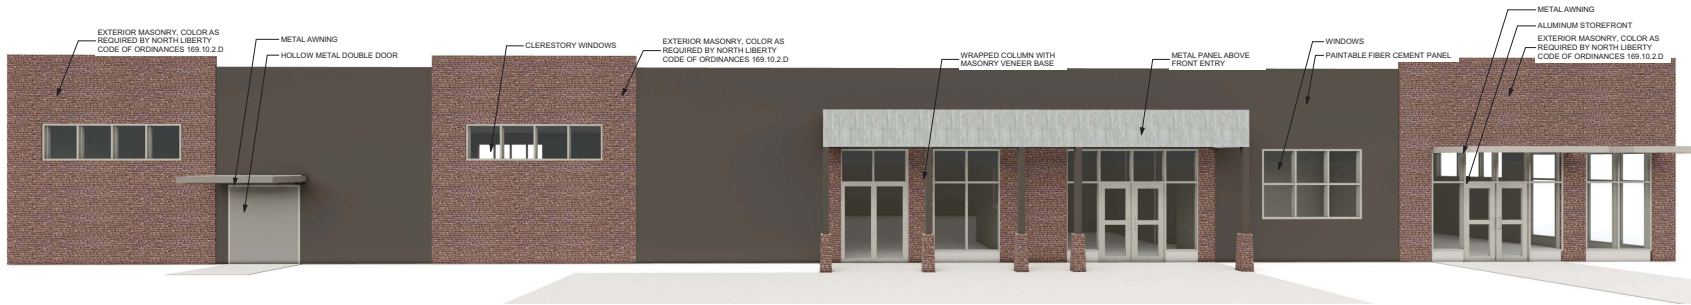 EXTERIOR MASONRY, COLOR AS
REQUIRED BY NORTH LIBERTY
CODE OF ORDINANCES 169.10.2.D
METAL AWNING
HOLLOW METAL DOUBLE DOOR
CLERESTORY WINDOWS
EXTERIOR MASONRY, COLOR AS
REQUIRED BY NORTH LIBERTY
CODE OF ORDINANCES 169.10.2.D
WRAPPED COLUMN WITH
MASONRY VENEER BASE
METAL PANEL ABOVE
FRONT ENTRY
WINDOWS
PAINTABLE FIBER CEMENT PANEL
METAL AWNING
ALUMINUM STOREFRONT
EXTERIOR MASONRY, COLOR AS
REQUIRED BY NORTH LIBERTY
CODE OF ORDINANCES 169.10.2.D